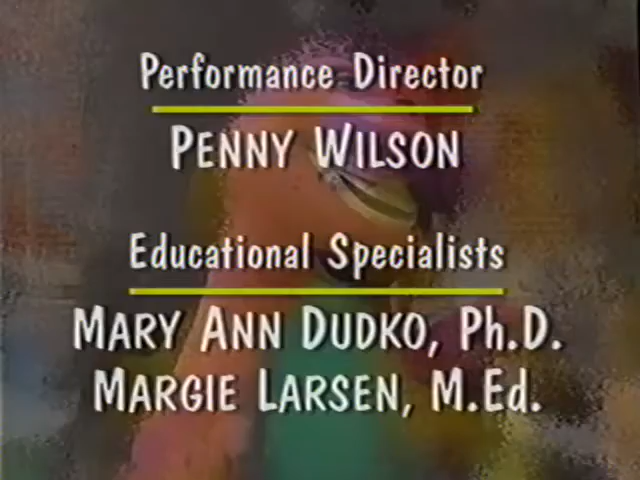 Performance Director
PENNY WILSON
Educational Specialists
MARY ANN DUDKO, Ph.D.
MARGIE LARSEN, M.Ed.